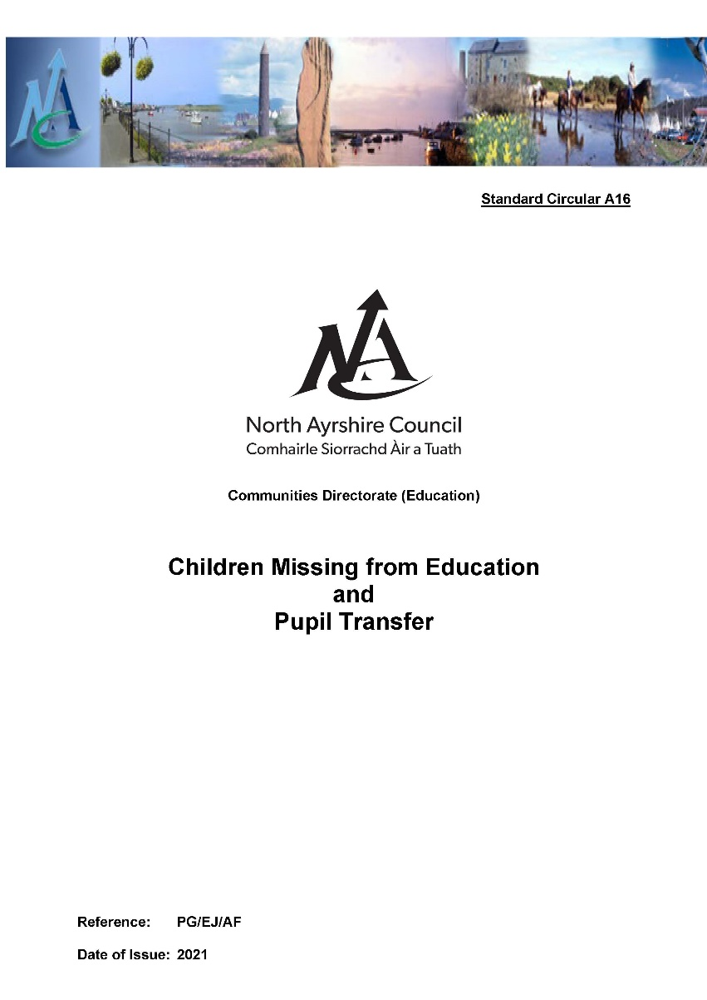 Standard Circular A16
North Ayrshire Council
Comhairle Siorrachd Àir a Tuath
Communities Directorate (Education)
Children Missing from Education
and
Pupil Transfer
Reference: PG/EJ/AF
Date of Issue: 2021